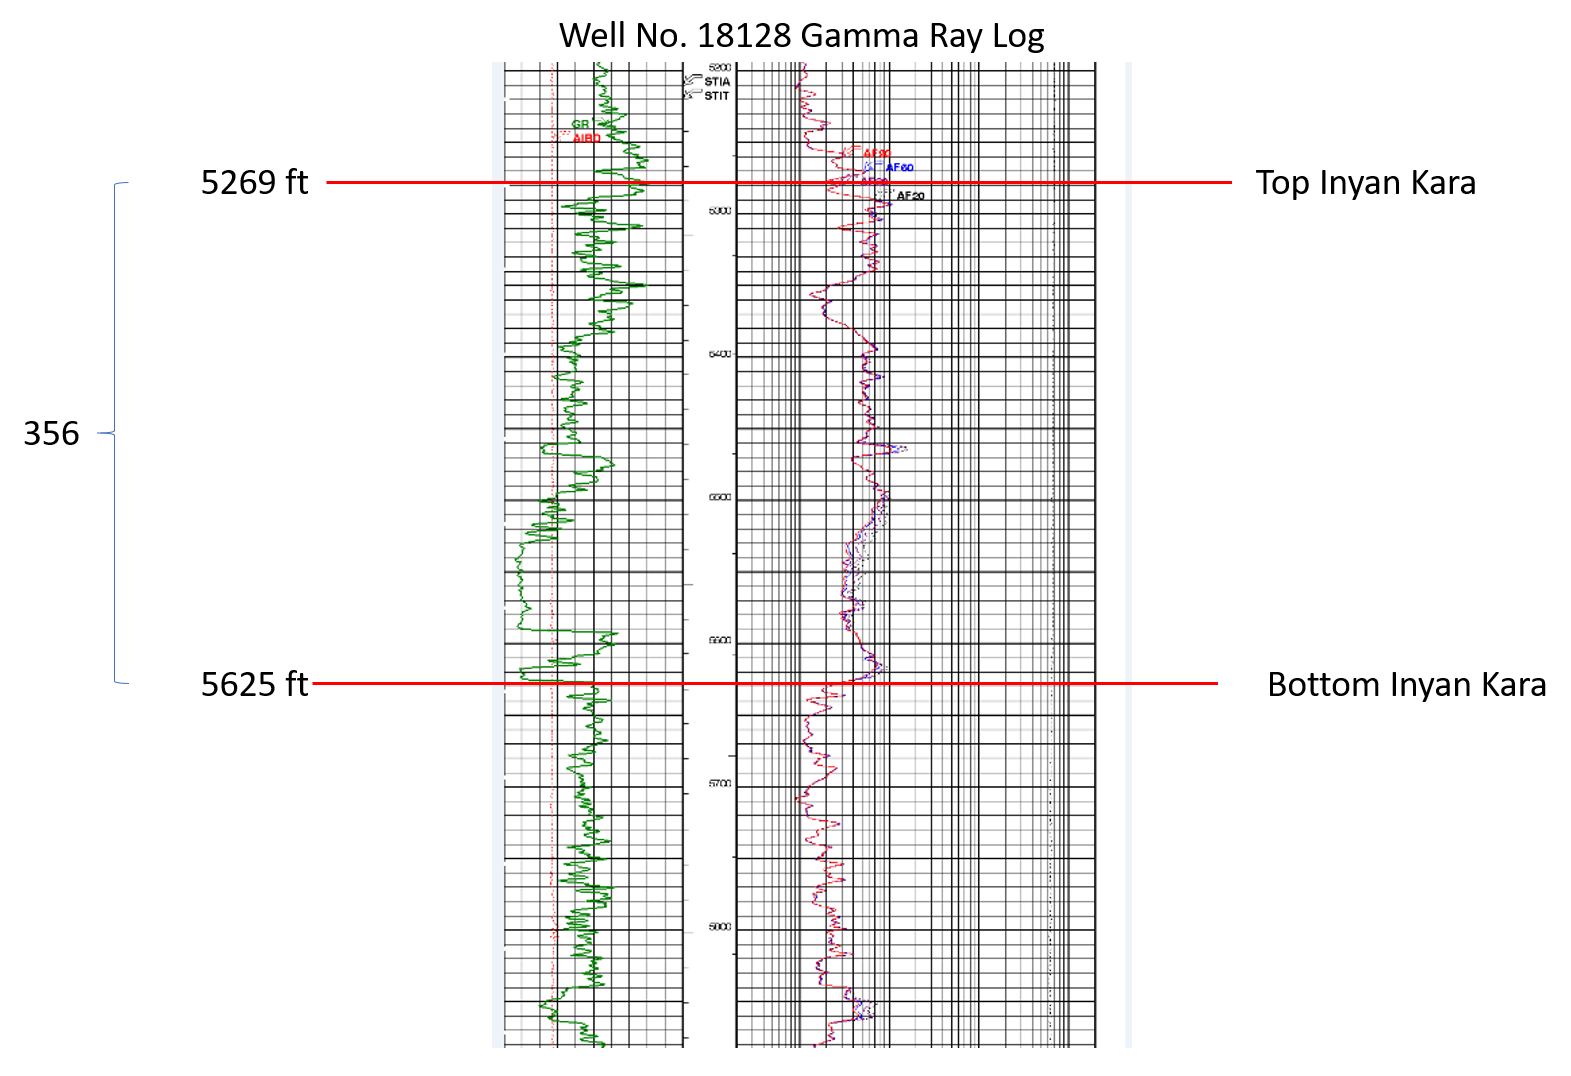 Well No. 18128 Gamma Ray Log
5200
STIA
STIT
GR
AIBD
AF90
AF60
5269 ft
Top Inyan Kara
AF20
5300
5400
356
5500
5600
5625 ft
Bottom Inyan Kara
5700
5800